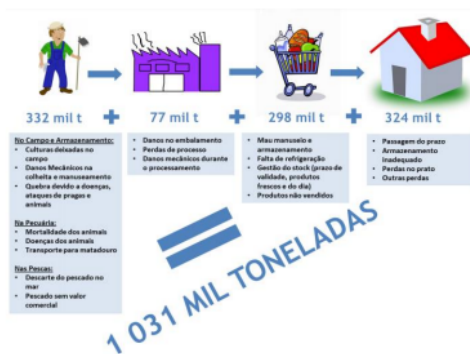 332 mil t + 77 mil t + 298 mil t + 324 mil t
No Campo e Armazenamento:
• Culturas deixadas no
campo
• Danos Mecânicos na
colheita e manuseamento
• Quebra devido a doenças,
ataques de pragas e
animais
Na Pecuária:
• Mortalidade dos animais
• Doenças dos animais
• Transporte para matadouro
Nas Pescas:
• Descarte do pescado no
mar
• Pescado sem valor
comercial
• Danos no embalamento
• Perdas de processo
• Danos mecânicos durante
o processamento
• Mau manuseio e
armazenamento
• Falta de refrigeração
• Gestão do stock (prazo de
validade, produtos
frescos e do dia)
• Produtos não vendidos
• Passagem do prazo
• Armazenamento
inadequado
• Perdas no prato
• Outras perdas
=
1 031 MIL TONELADAS